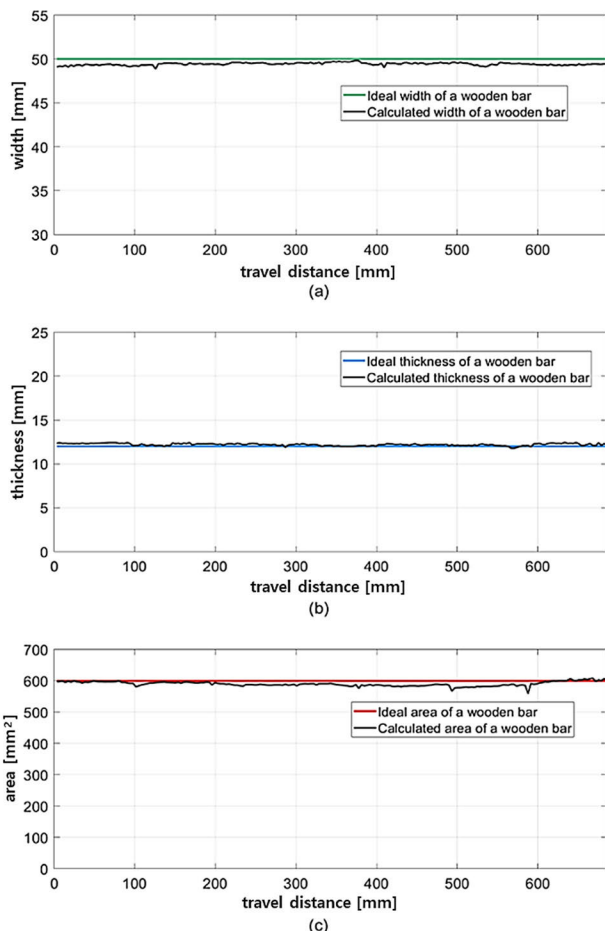 55
50
45
40
35
30
width [mm]
Ideal width of a wooden bar
Calculated width of a wooden bar
0 100 200 300 400 500 600
travel distance [mm]
(a)
25
20
15
10
5
0
thickness [mm]
Ideal thickness of a wooden bar
Calculated thickness of a wooden bar
0 100 200 300 400 500 600
travel distance [mm]
(b)
700
600
500
400
300
200
100
0
area [mm²]
Ideal area of a wooden bar
Calculated area of a wooden bar
0 100 200 300 400 500 600
travel distance [mm]
(c)